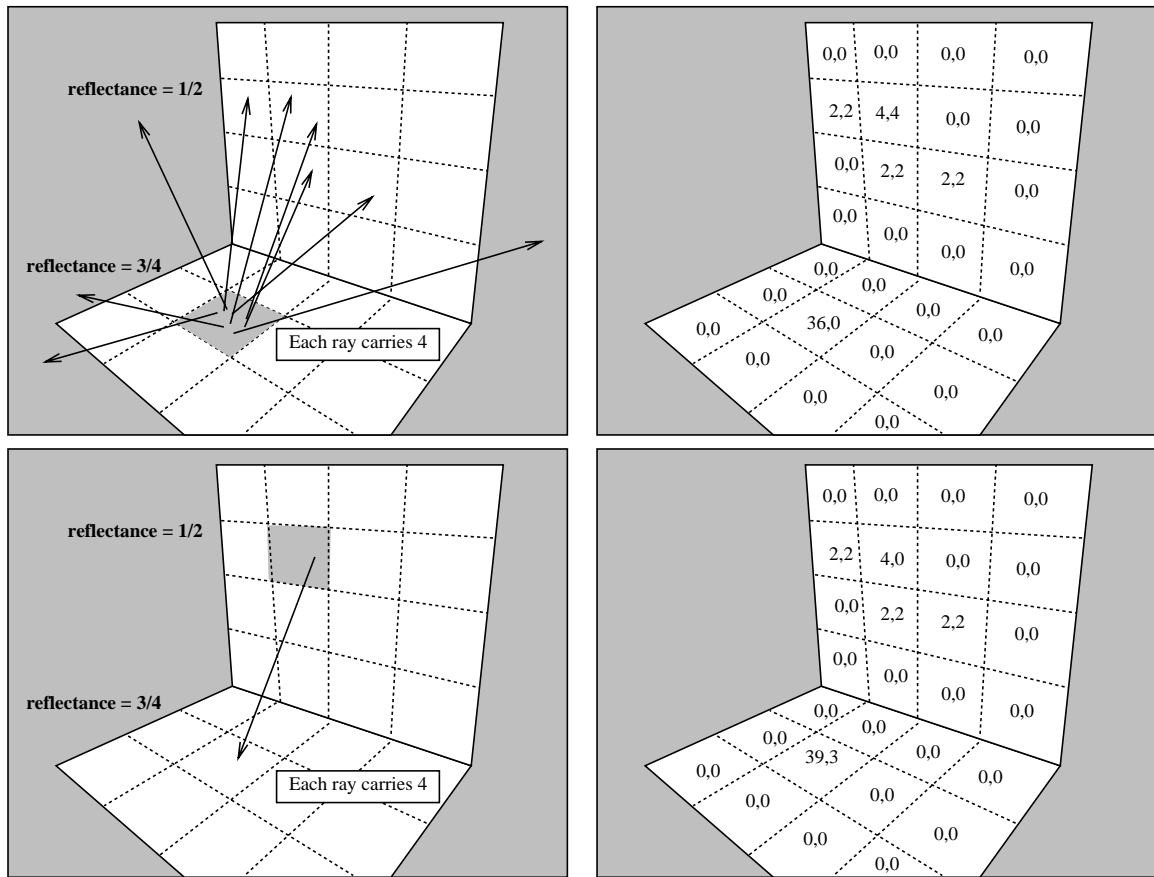 reflectance = 1/2
reflectance = 3/4
Each ray carries 4
0,0 0,0 0,0 0,0
2,2 4,4 0,0 0,0
0,0 2,2 2,2 0,0
0,0 0,0 0,0 0,0
0,0
0,0 0,0
0,0 36,0 0,0
0,0 0,0 0,0
0,0 0,0
0,0
reflectance = 1/2
reflectance = 3/4
Each ray carries 4
0,0 0,0 0,0 0,0
2,2 4,0 0,0 0,0
0,0 2,2 2,2 0,0
0,0 0,0 0,0 0,0
0,0
0,0 0,0
0,0 39,3 0,0
0,0 0,0 0,0
0,0 0,0
0,0